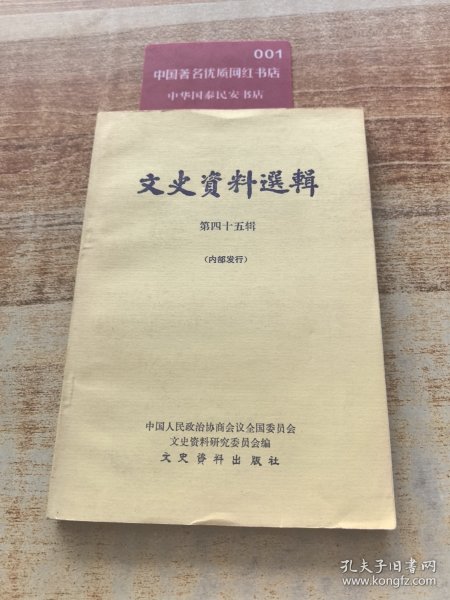 001
中国著名优质网红书店
中华国泰民安书店
文史資料選輯
第四十五辑
（内部发行）
中国人民政治协商会议全国委员会
文史资料研究委员会编
文史资料出版社
孔夫子旧书网
www.kongfz.com